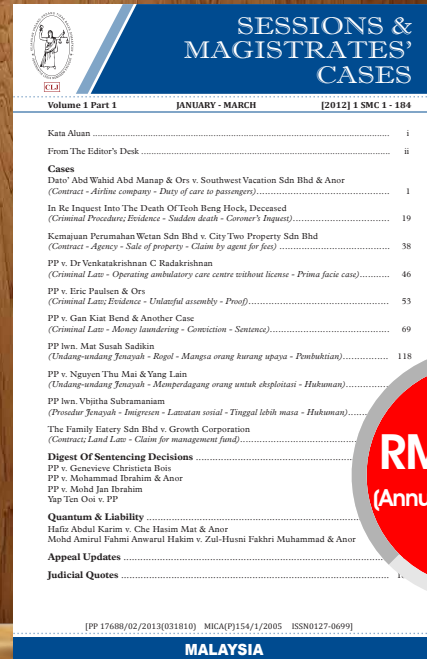 SESSIONS &
MAGISTRATES'
CASES
CLJ
Volume 1 Part 1 JANUARY - MARCH [2012] 1 SMC 1 - 184
Kata Aluan ........ i
From The Editor's Desk ........ ii
Cases
Dato' Abd Wahid Abd Manap & Ors v. Southwest Vacation Sdn Bhd & Anor
(Contract - Airline company - Duty of care to passengers) ........ 1
In Re Inquest Into The Death Of Teoh Beng Hock, Deceased
(Criminal Procedure; Evidence - Sudden death - Coroner's Inquest) ........ 19
Kemajuan Perumahan Wetan Sdn Bhd v. City Two Property Sdn Bhd
(Contract - Agency - Sale of property - Claim by agent for fees) ........ 38
PP v. Dr Venkatakrishnan C Radakrishnan
(Criminal Law - Operating ambulatory care centre without license - Prima facie case) ........ 46
PP v. Eric Paulsen & Ors
(Criminal Law; Evidence - Unlawful assembly - Proof) ........ 53
PP v. Gan Kiat Bend & Another Case
(Criminal Law - Money laundering - Conviction - Sentence) ........ 69
PP lwn. Mat Susah Sadikin
(Undang-undang Jenayah - Rogol - Mangsa orang kurang upaya - Pembuktian) ........ 118
PP v. Nguyen Thu Mai & Yang Lain
(Undang-undang Jenayah - Memperdagang orang untuk eksploitasi - Hukuman) ........
PP lwn. Vbjitha Subramaniam
(Prosedur Jenayah - Imigresen - Lawatan sosial - Tinggal lebih masa - Hukuman) ........
The Family Eatery Sdn Bhd v. Growth Corporation
(Contract; Land Law - Claim for management fund) ........
Digest Of Sentencing Decisions ........
PP v. Genevieve Christieta Bois
PP v. Mohammad Ibrahim & Anor
PP v. Mohd Jan Ibrahim
Yap Ten Ooi v. PP
Quantum & Liability ........
Hafiz Abdul Karim v. Che Hasim Mat & Anor
Mohd Amirul Fahmi Anwarul Hakim v. Zul-Husni Fakhri Muhammad & Anor
Appeal Updates ........
Judicial Quotes ........
RM
(Annu
[PP 17688/02/2013(031810) MICA(P)154/1/2005 ISSN0127-0699]
MALAYSIA